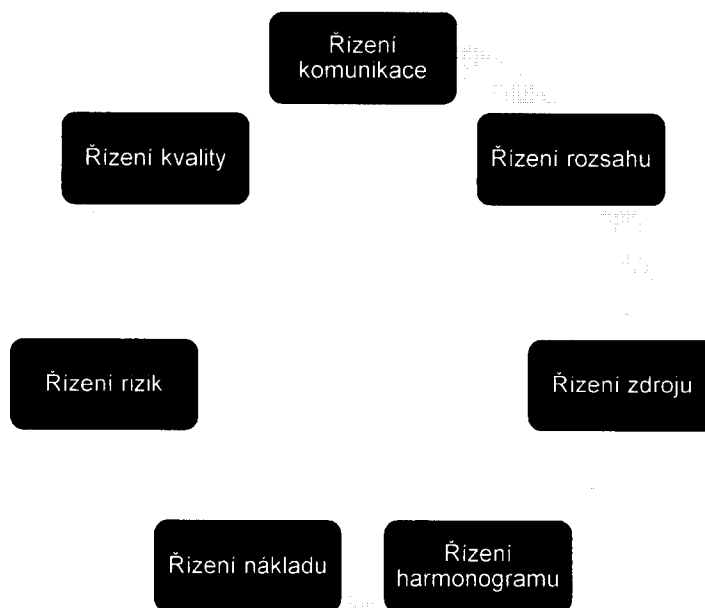 Řízení
komunikace
Řízení rozsahu
Řízení zdroju
Řízení
harmonogramu
Řízení nákladu
Řízení rizik
Řízení kvality